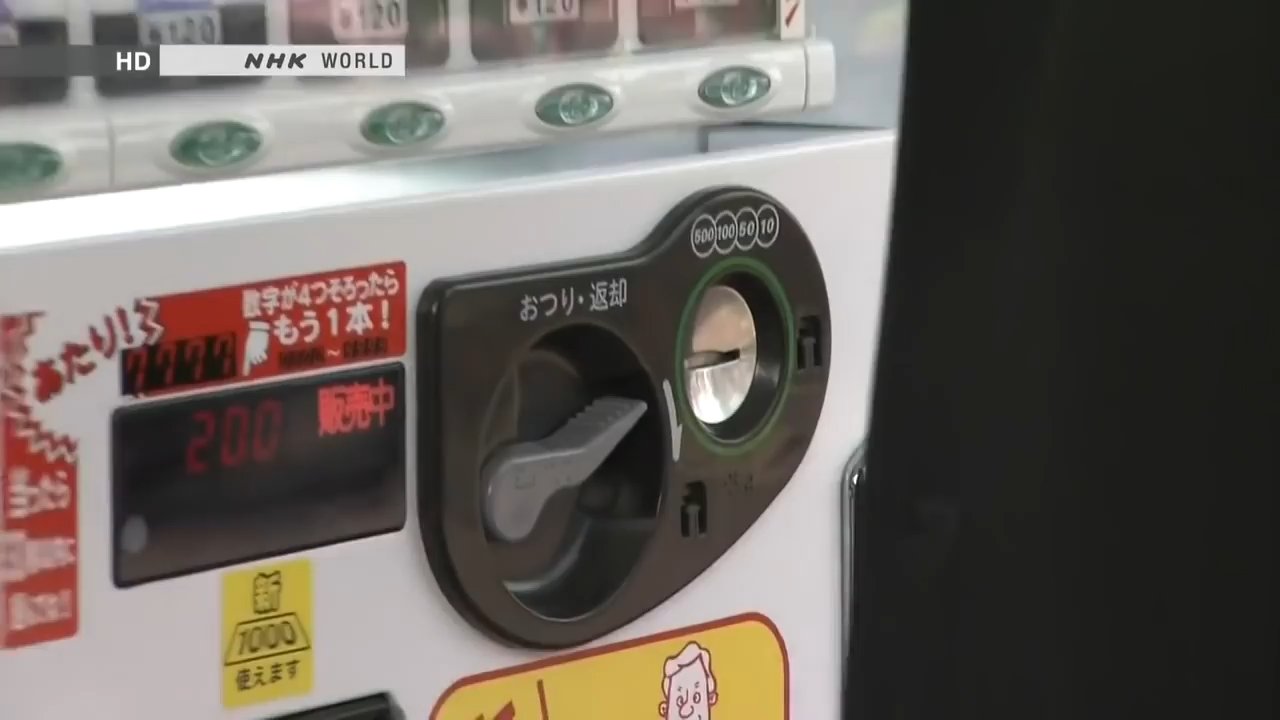 HD NHK WORLD
120
120
120
500 100 50 10
おつり・返却
あたり!
数字が4つそろったら
もう1本!
200
販売中
新
1000
使えます